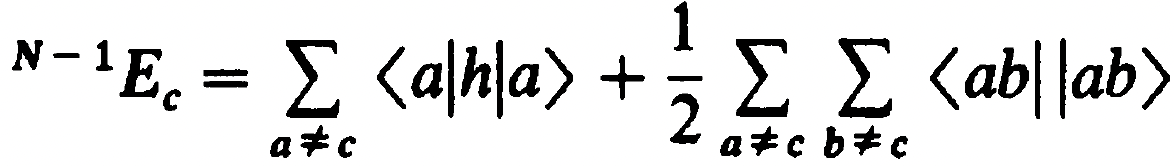 ^{N-1}E_c = \sum_{a \neq c} \langle a|h|a \rangle + \frac{1}{2} \sum_{a \neq c} \sum_{b \neq c} \langle ab||ab \rangle